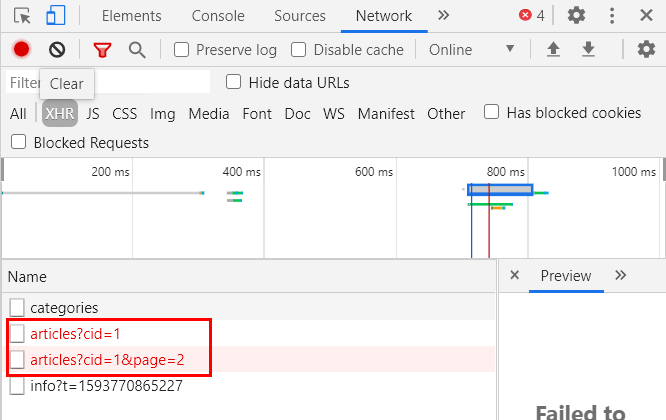 Elements Console Sources Network 4
Preserve log Disable cache Online
Filter Hide data URLs
Clear
All XHR JS CSS Img Media Font Doc WS Manifest Other Has blocked cookies
Blocked Requests
200 ms 400 ms 600 ms 800 ms 1000 ms
Name
Preview
categories
articles?cid=1
articles?cid=1&page=2
info?t=1593770865227
Failed to